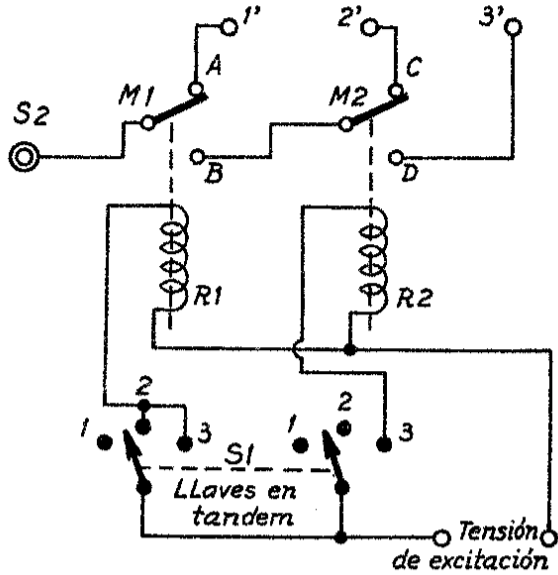 1' 2' 3'
A C
M1 M2
S2
B D
R1 R2
1 2 3 1 2 3
S1
LLaves en
tandem
Tensión
de excitación